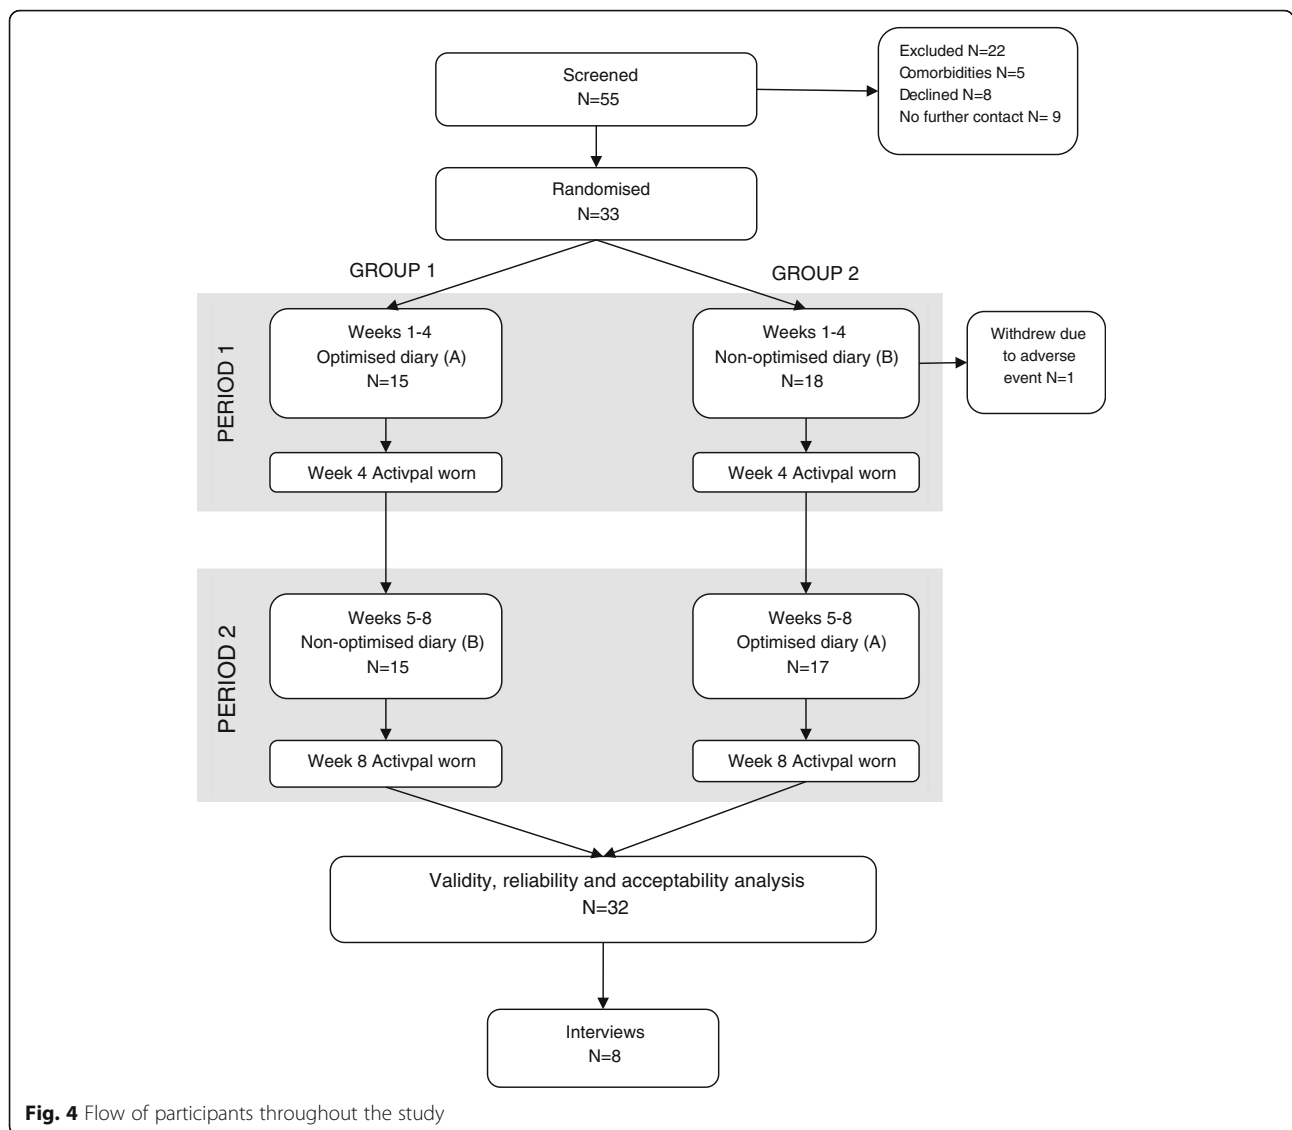 Screened
N=55
Excluded N=22
Comorbidities N=5
Declined N=8
No further contact N= 9
Randomised
N=33
GROUP 1
GROUP 2
PERIOD 1
Weeks 1-4
Optimised diary (A)
N=15
Weeks 1-4
Non-optimised diary (B)
N=18
Withdrew due
to adverse
event N=1
Week 4 Activpal worn
Week 4 Activpal worn
PERIOD 2
Weeks 5-8
Non-optimised diary (B)
N=15
Weeks 5-8
Optimised diary (A)
N=17
Week 8 Activpal worn
Week 8 Activpal worn
Validity, reliability and acceptability analysis
N=32
Interviews
N=8
Fig. 4 Flow of participants throughout the study